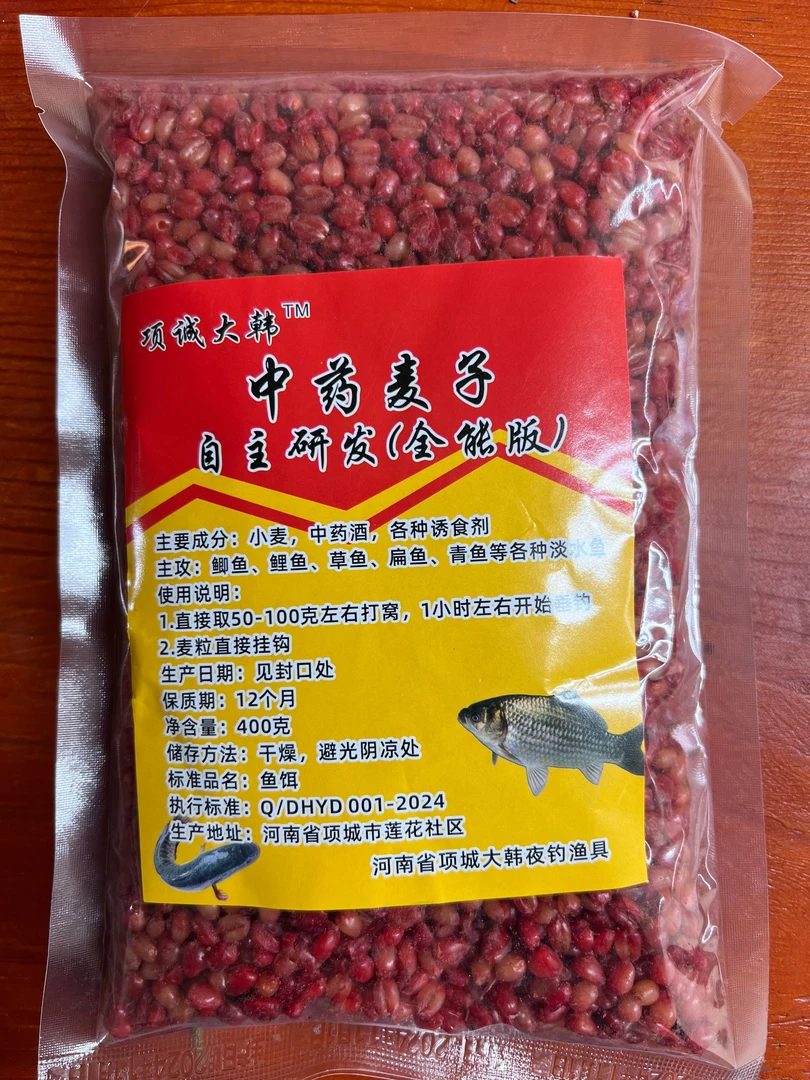 项诚大韩™
中药麦子
自主研发(全能版)
主要成分：小麦，中药酒，各种诱食剂
主攻：鲫鱼、鲤鱼、草鱼、扁鱼、青鱼等各种淡水鱼
使用说明：
1.直接取50-100克左右打窝，1小时左右开始垂钓
2.麦粒直接挂钩
生产日期：见封口处
保质期：12个月
净含量：400克
储存方法：干燥，避光阴凉处
标准品名：鱼饵
执行标准：Q/DHYD 001-2024
生产地址：河南省项城市莲花社区
河南省项城大韩夜钓渔具